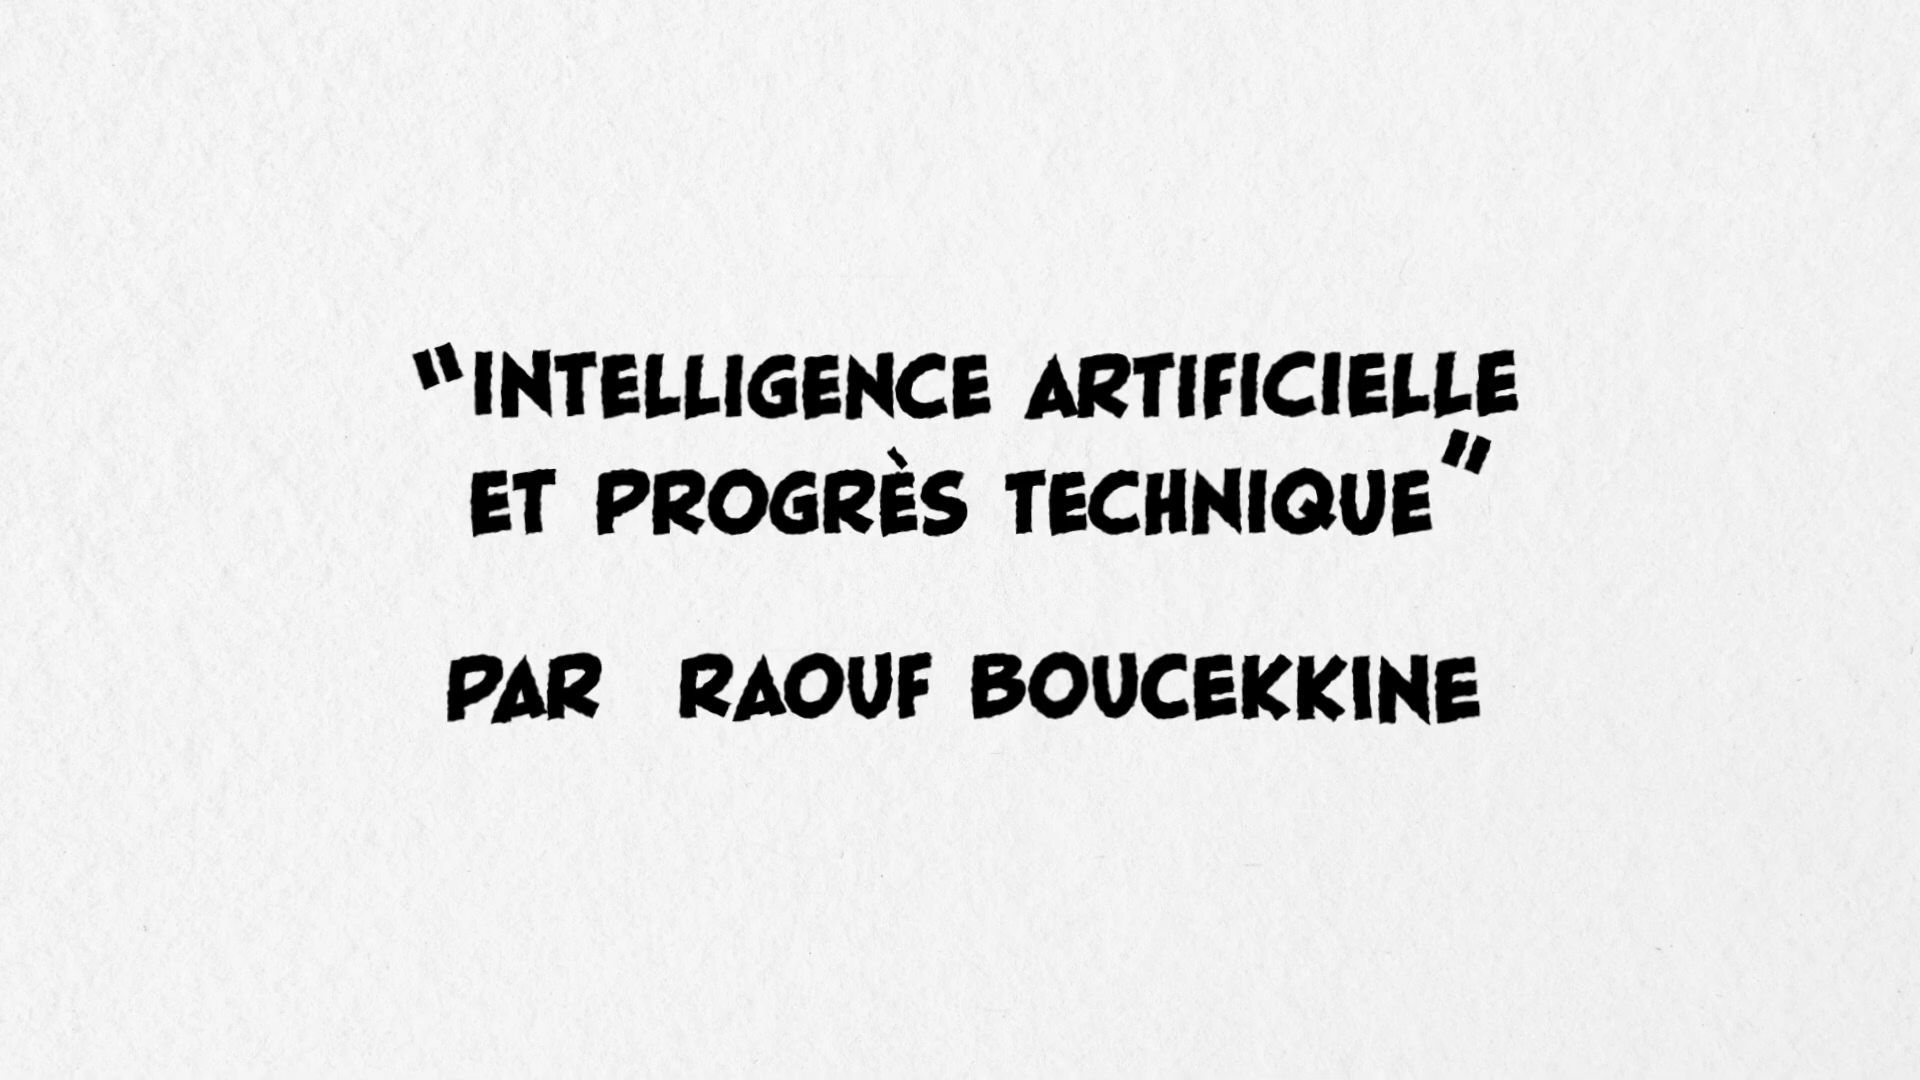 "INTELLIGENCE ARTIFICIELLE
ET PROGRÈS TECHNIQUE"
PAR RAOUF BOUCEKKINE